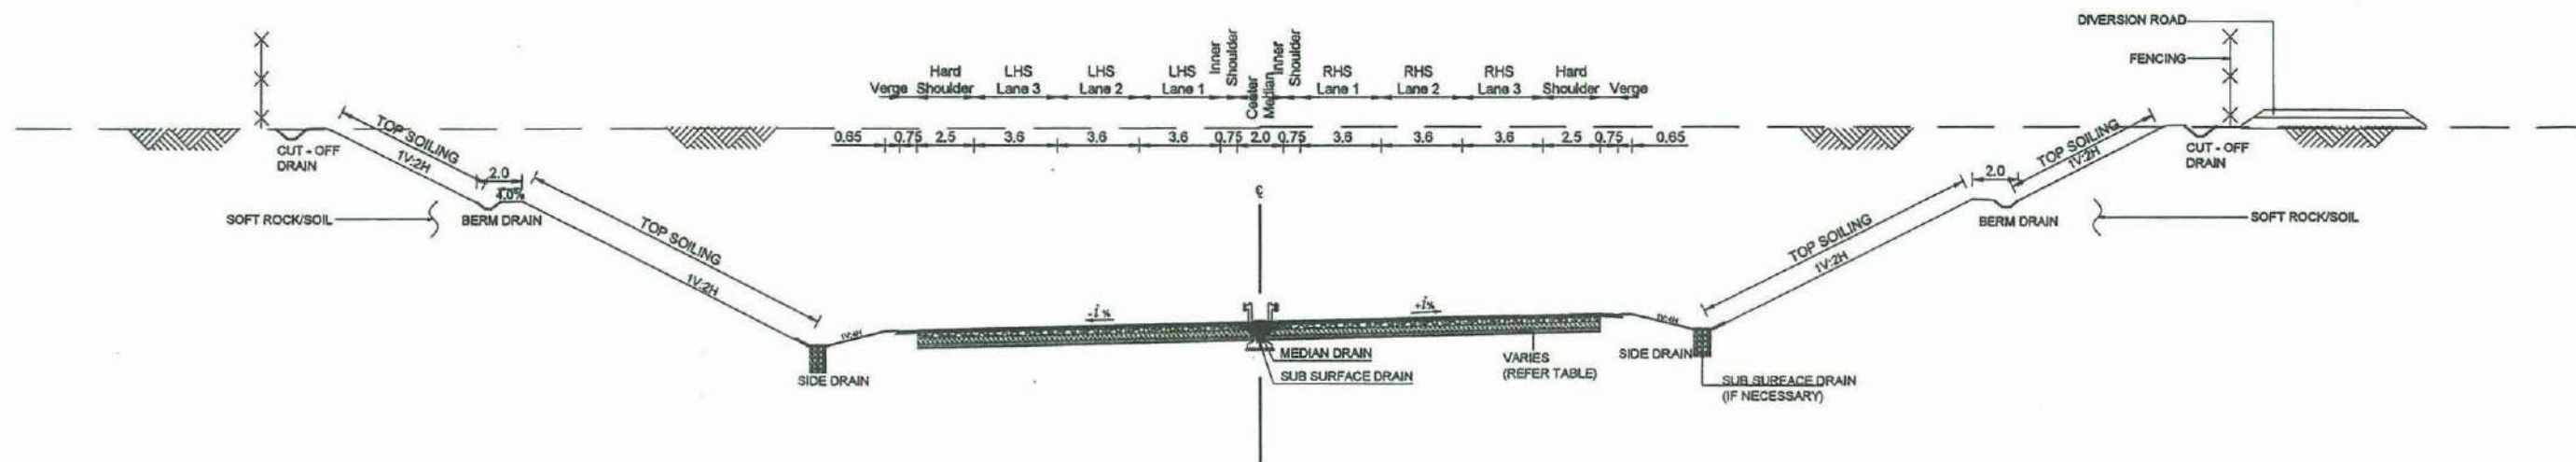 DIVERSION ROAD
FENCING
Verge
Hard
Shoulder
LHS
Lane 3
LHS
Lane 2
LHS
Lane 1
Inner
Shoulder
Center
Median
Inner
Shoulder
RHS
Lane 1
RHS
Lane 2
RHS
Lane 3
Hard
Shoulder
Verge
0.65 0.75 2.5 3.6 3.6 3.6 0.75 2.0 0.75 3.6 3.6 3.6 2.5 0.75 0.65
CUT - OFF
DRAIN
TOP SOILING
1V:2H
2.0
4.0%
BERM DRAIN
SOFT ROCK/SOIL
TOP SOILING
1V:2H
TOP SOILING
1V:2H
CUT - OFF
DRAIN
2.0
BERM DRAIN
SOFT ROCK/SOIL
TOP SOILING
1V:2H
℄
-i %
+i %
1V:4H
1V:4H
SIDE DRAIN
MEDIAN DRAIN
SUB SURFACE DRAIN
VARIES
(REFER TABLE)
SIDE DRAIN
SUB SURFACE DRAIN
(IF NECESSARY)